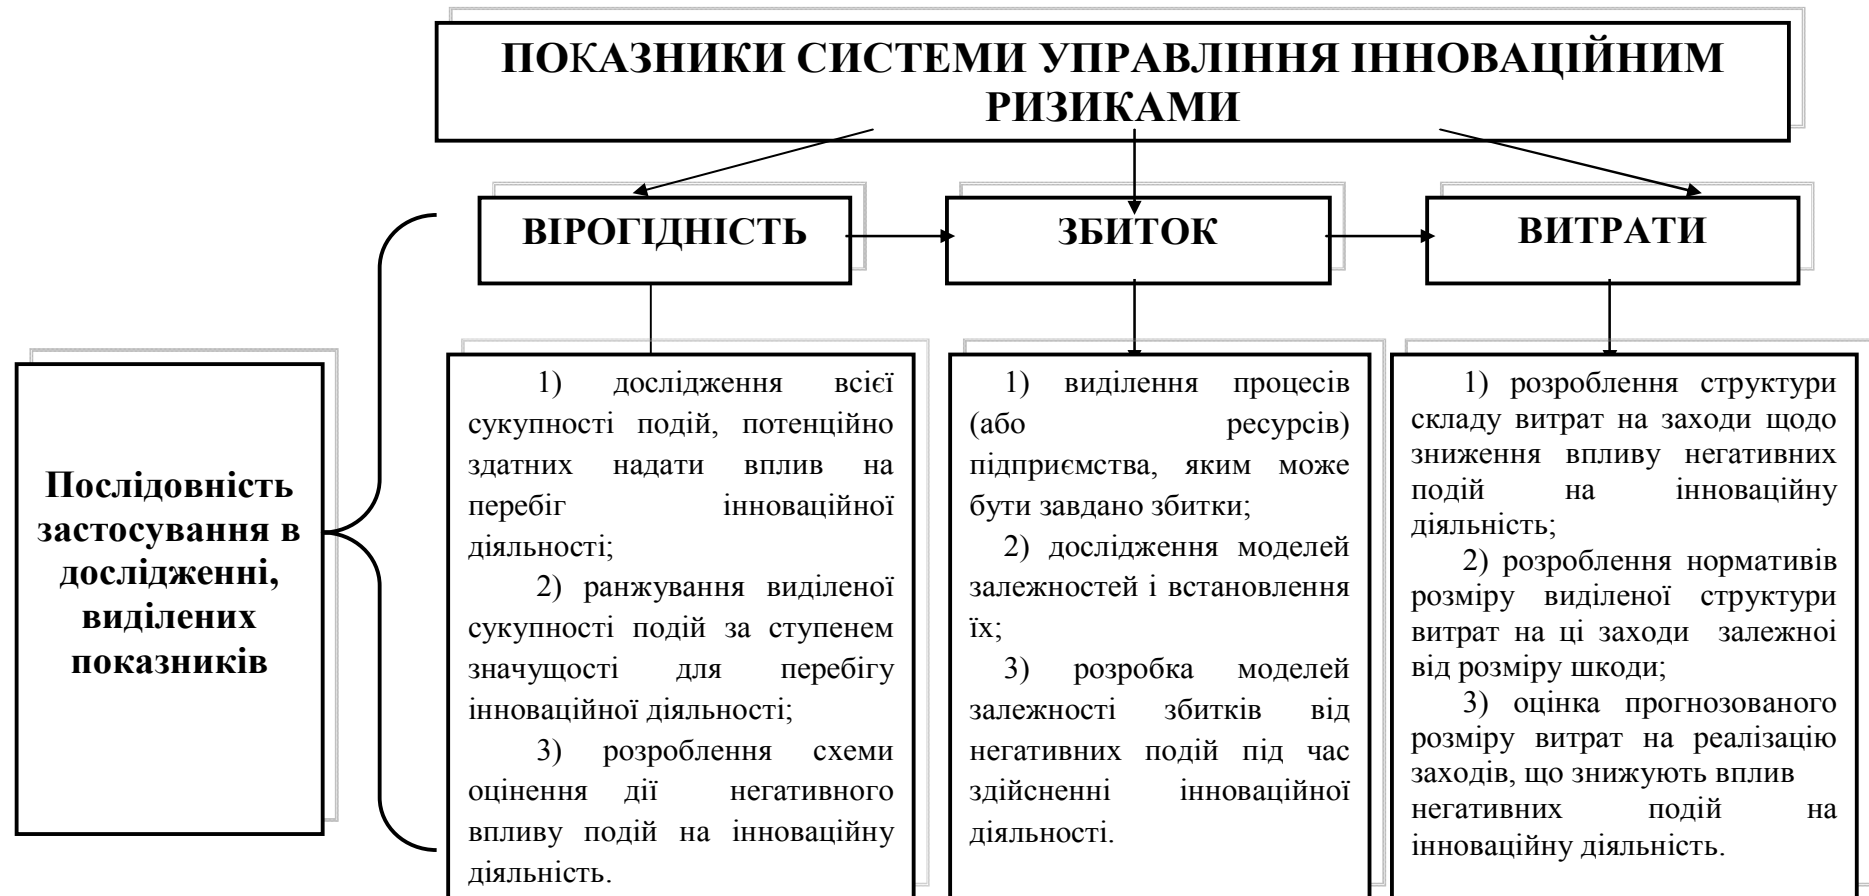 ПОКАЗНИКИ СИСТЕМИ УПРАВЛІННЯ ІННОВАЦІЙНИМ
РИЗИКАМИ
ВІРОГІДНІСТЬ
ЗБИТОК
ВИТРАТИ
Послідовність
застосування в
дослідженні,
виділених
показників
1) дослідження всієї
сукупності подій, потенційно
здатних надати вплив на
перебіг інноваційної
діяльності;
2) ранжування виділеної
сукупності подій за ступенем
значущості для перебігу
інноваційної діяльності;
3) розроблення схеми
оцінення дії негативного
впливу подій на інноваційну
діяльність.
1) виділення процесів
(або ресурсів)
підприємства, яким може
бути завдано збитки;
2) дослідження моделей
залежностей і встановлення
їх;
3) розробка моделей
залежності збитків від
негативних подій під час
здійсненні інноваційної
діяльності.
1) розроблення структури
складу витрат на заходи щодо
зниження впливу негативних
подій на інноваційну
діяльність;
2) розроблення нормативів
розміру виділеної структури
витрат на ці заходи залежної
від розміру шкоди;
3) оцінка прогнозованого
розміру витрат на реалізацію
заходів, що знижують вплив
негативних подій на
інноваційну діяльність.